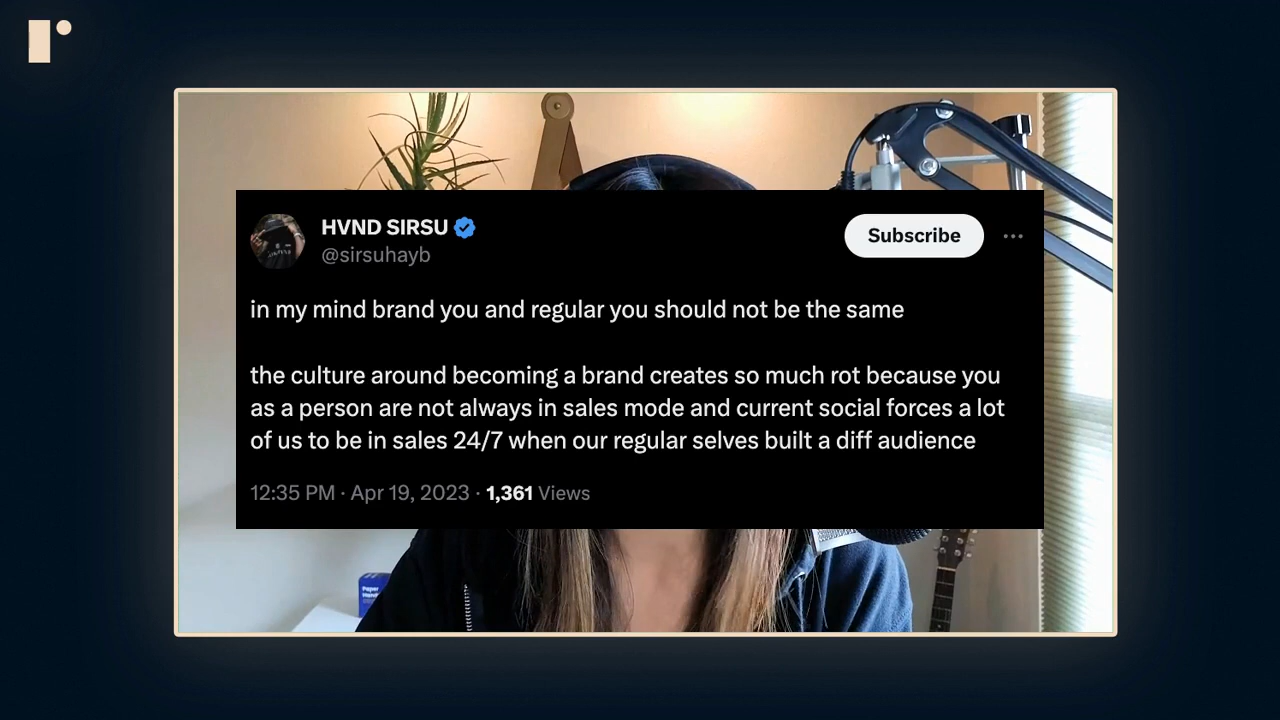 HVND SIRSU
@sirsuhayb
Subscribe
in my mind brand you and regular you should not be the same
the culture around becoming a brand creates so much rot because you
as a person are not always in sales mode and current social forces a lot
of us to be in sales 24/7 when our regular selves built a diff audience
12:35 PM · Apr 19, 2023 · 1,361 Views
Paper